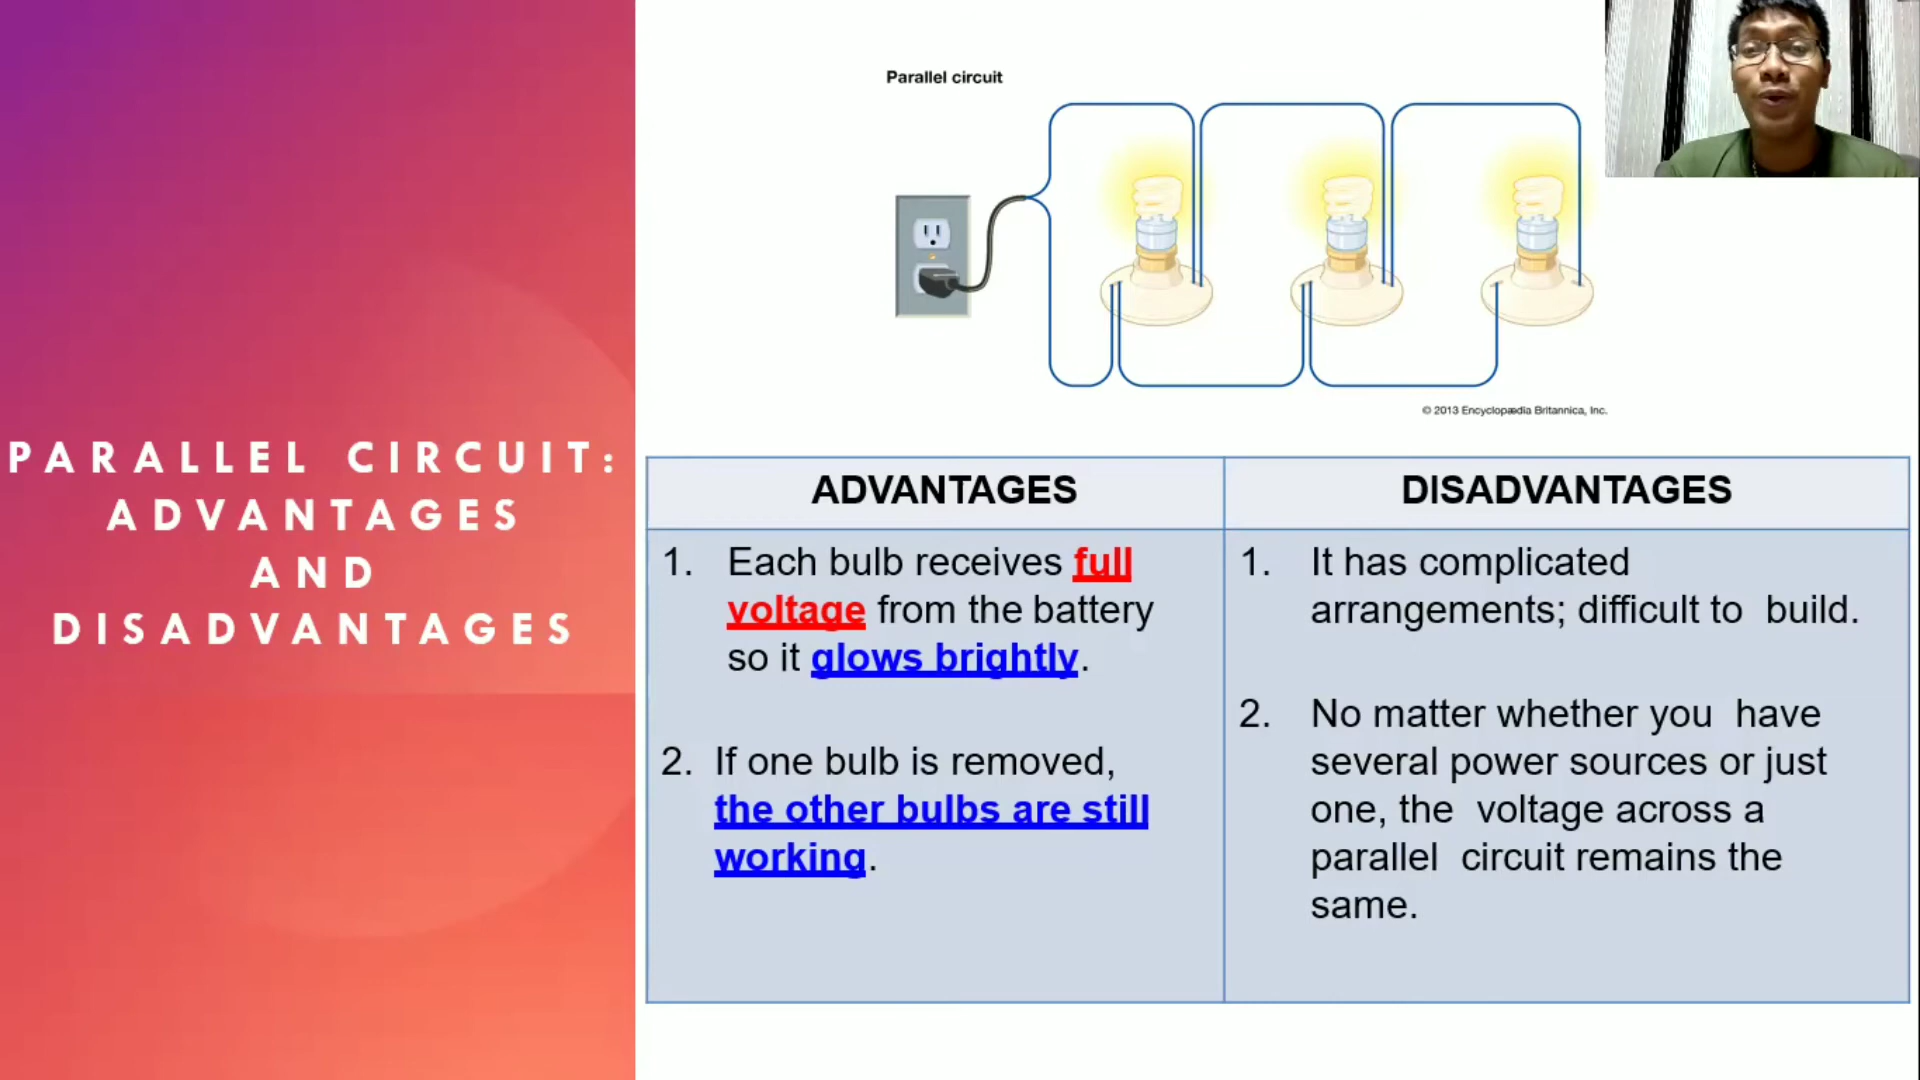 PARALLEL CIRCUIT:
ADVANTAGES
AND
DISADVANTAGES
Parallel circuit
© 2013 Encyclopædia Britannica, Inc.
ADVANTAGES
1. Each bulb receives full
voltage from the battery
so it glows brightly.
2. If one bulb is removed,
the other bulbs are still
working.
DISADVANTAGES
1. It has complicated
arrangements; difficult to build.
2. No matter whether you have
several power sources or just
one, the voltage across a
parallel circuit remains the
same.